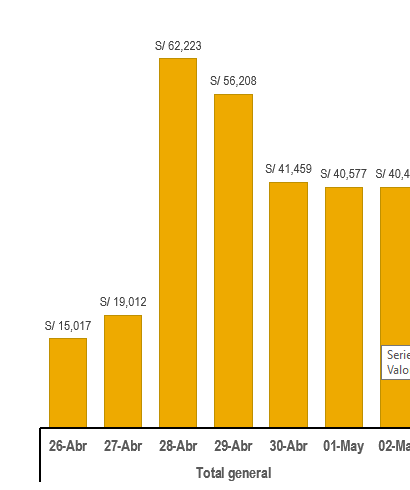 S/ 62,223
S/ 56,208
S/ 41,459
S/ 40,577
S/ 19,012
S/ 15,017
26-Abr 27-Abr 28-Abr 29-Abr 30-Abr 01-May
Total general